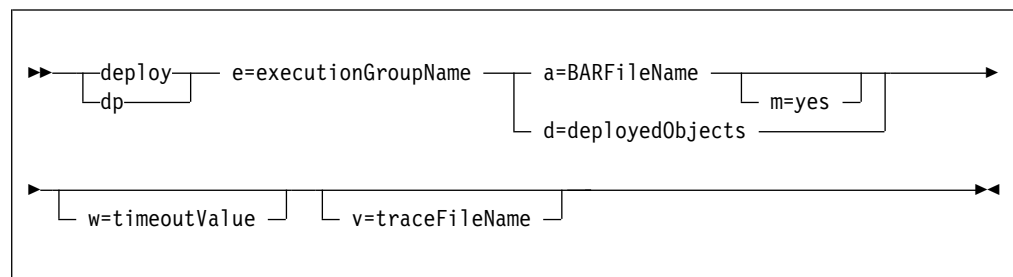 deploy e=executionGroupName a=BARFileName
dp m=yes
d=deployedObjects
w=timeoutValue v=traceFileName